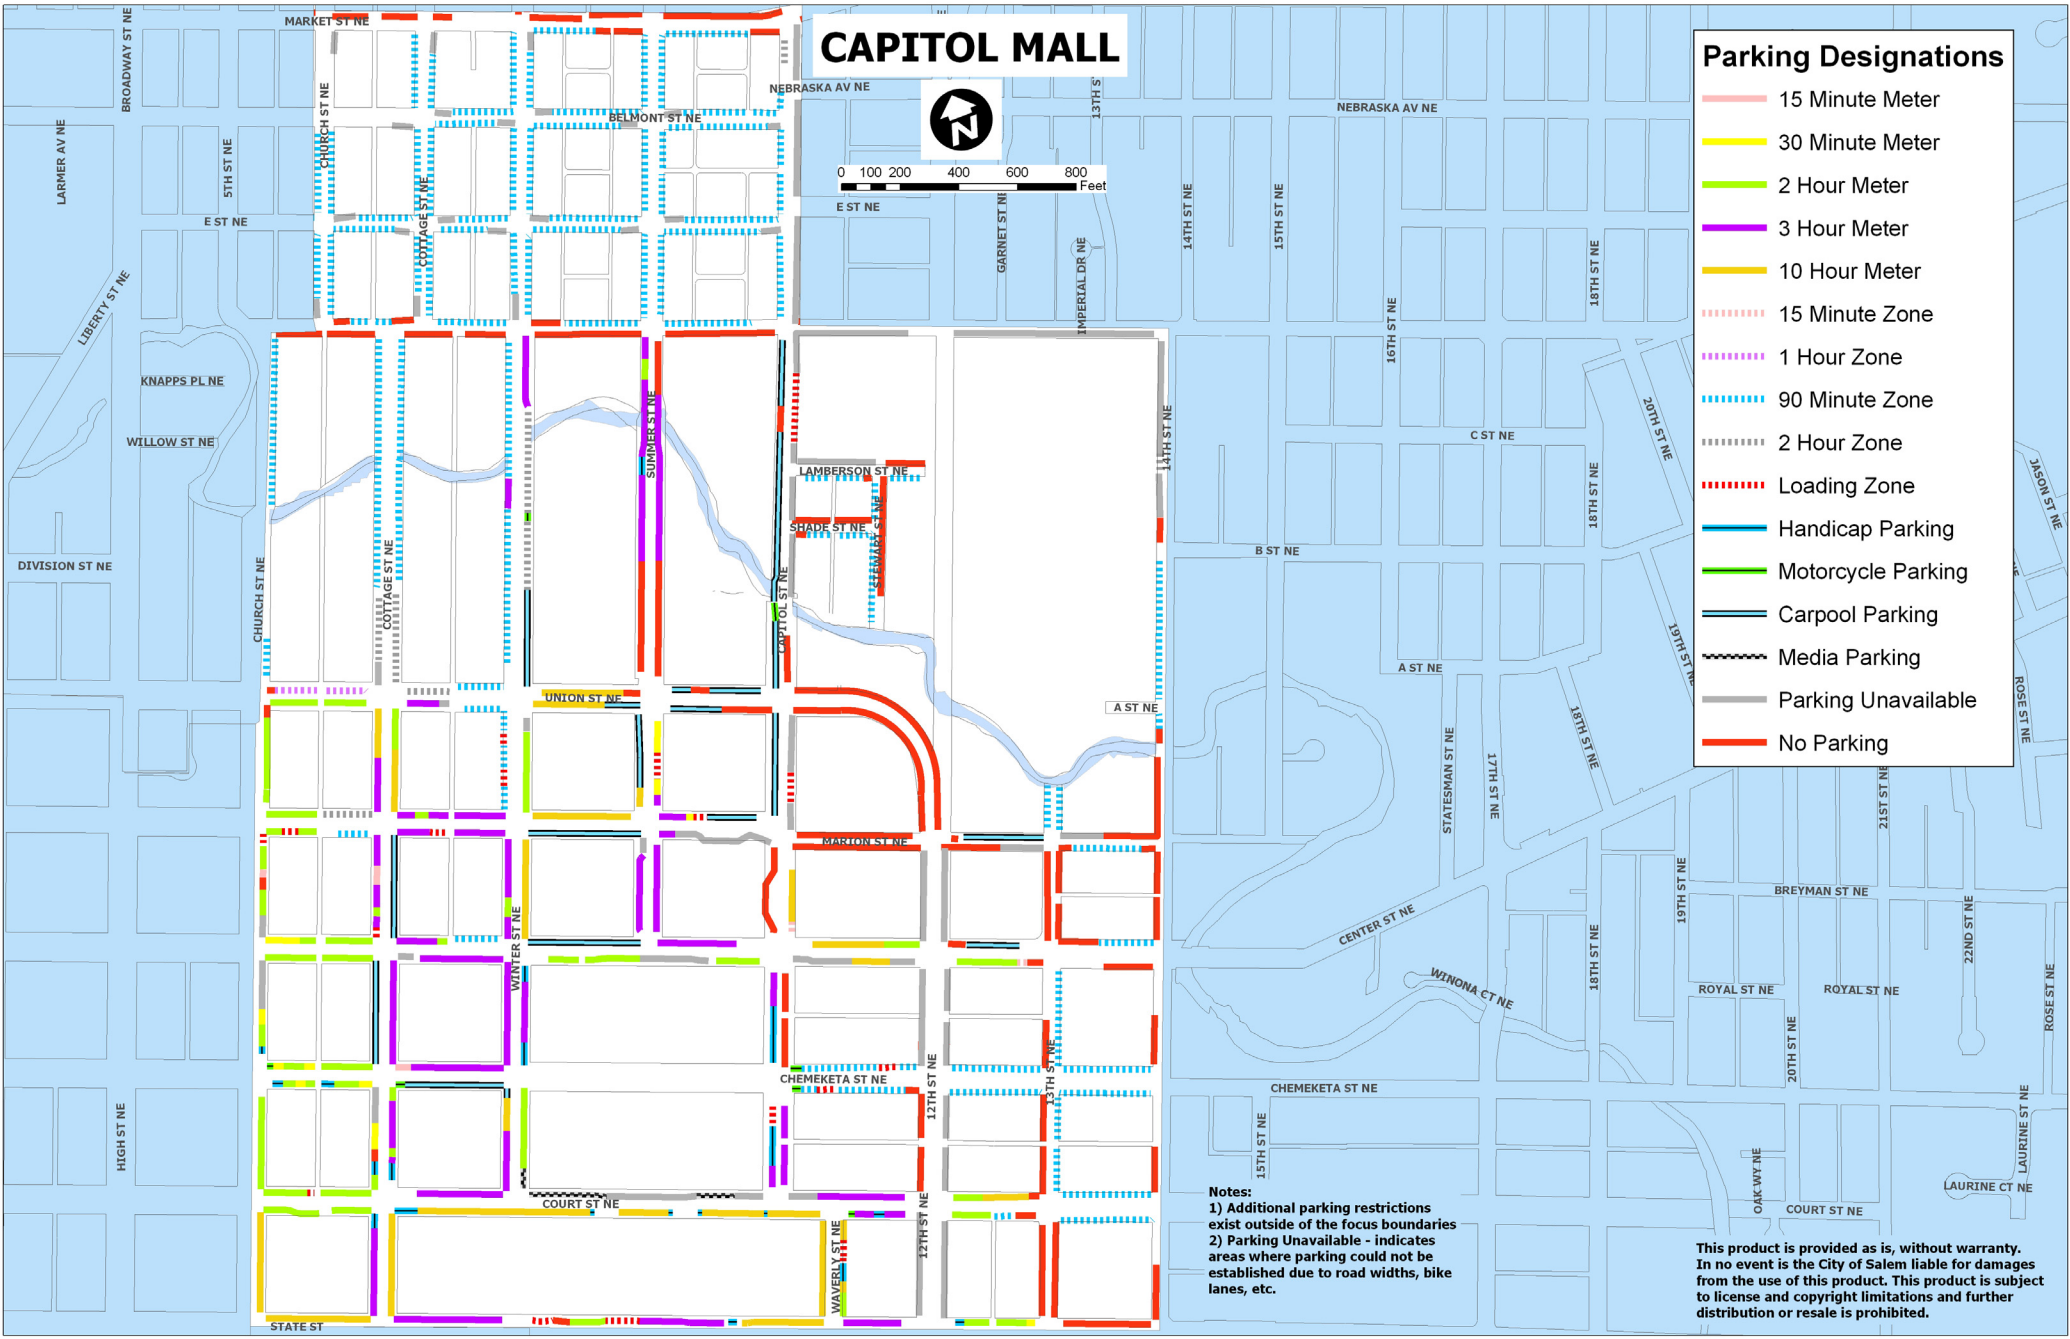 CAPITOL MALL
N
0 100 200 400 600 800
Feet
Parking Designations
15 Minute Meter
30 Minute Meter
2 Hour Meter
3 Hour Meter
10 Hour Meter
15 Minute Zone
1 Hour Zone
90 Minute Zone
2 Hour Zone
Loading Zone
Handicap Parking
Motorcycle Parking
Carpool Parking
Media Parking
Parking Unavailable
No Parking
MARKET ST NE
BROADWAY ST NE
CHURCH ST NE
LARMER AV NE
5TH ST NE
NEBRASKA AV NE
NEBRASKA AV NE
BELMONT ST NE
13TH S
COTTAGE ST NE
E ST NE
E ST NE
GARNET ST NE
IMPERIAL DR NE
14TH ST NE
15TH ST NE
16TH ST NE
18TH ST NE
LIBERTY ST NE
KNAPPS PL NE
WILLOW ST NE
SUMMER ST NE
LAMBERSON ST NE
SHADE ST NE
STEWART ST NE
14TH ST NE
C ST NE
20TH ST NE
18TH ST NE
JASON ST NE
B ST NE
DIVISION ST NE
CHURCH ST NE
COTTAGE ST NE
CAPITOL ST NE
19TH ST NE
A ST NE
A ST NE
ROSE ST NE
UNION ST NE
18TH ST NE
STATESMAN ST NE
17TH ST NE
21ST ST NE
MARION ST NE
BREYMAN ST NE
19TH ST NE
CENTER ST NE
WINTER ST NE
18TH ST NE
22ND ST NE
WINONA CT NE
ROYAL ST NE
ROYAL ST NE
ROSE ST NE
20TH ST NE
CHEMEKETA ST NE
12TH ST NE
13TH ST NE
CHEMEKETA ST NE
HIGH ST NE
15TH ST NE
LAURINE ST NE
OAK WY NE
LAURINE CT NE
COURT ST NE
COURT ST NE
WAVERLY ST NE
12TH ST NE
STATE ST
Notes:
1) Additional parking restrictions
exist outside of the focus boundaries
2) Parking Unavailable - indicates
areas where parking could not be
established due to road widths, bike
lanes, etc.
This product is provided as is, without warranty.
In no event is the City of Salem liable for damages
from the use of this product. This product is subject
to license and copyright limitations and further
distribution or resale is prohibited.